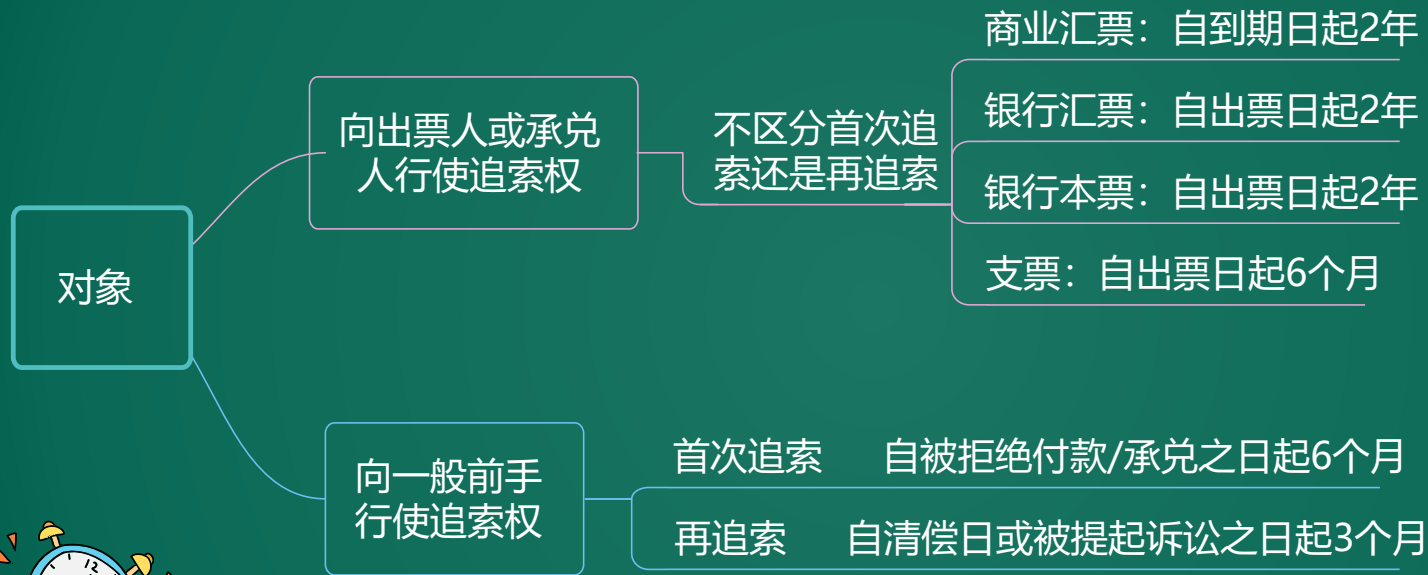 对象
向出票人或承兑
人行使追索权
不区分首次追
索还是再追索
商业汇票：自到期日起2年
银行汇票：自出票日起2年
银行本票：自出票日起2年
支票：自出票日起6个月
向一般前手
行使追索权
首次追索 自被拒绝付款/承兑之日起6个月
再追索 自清偿日或被提起诉讼之日起3个月
12